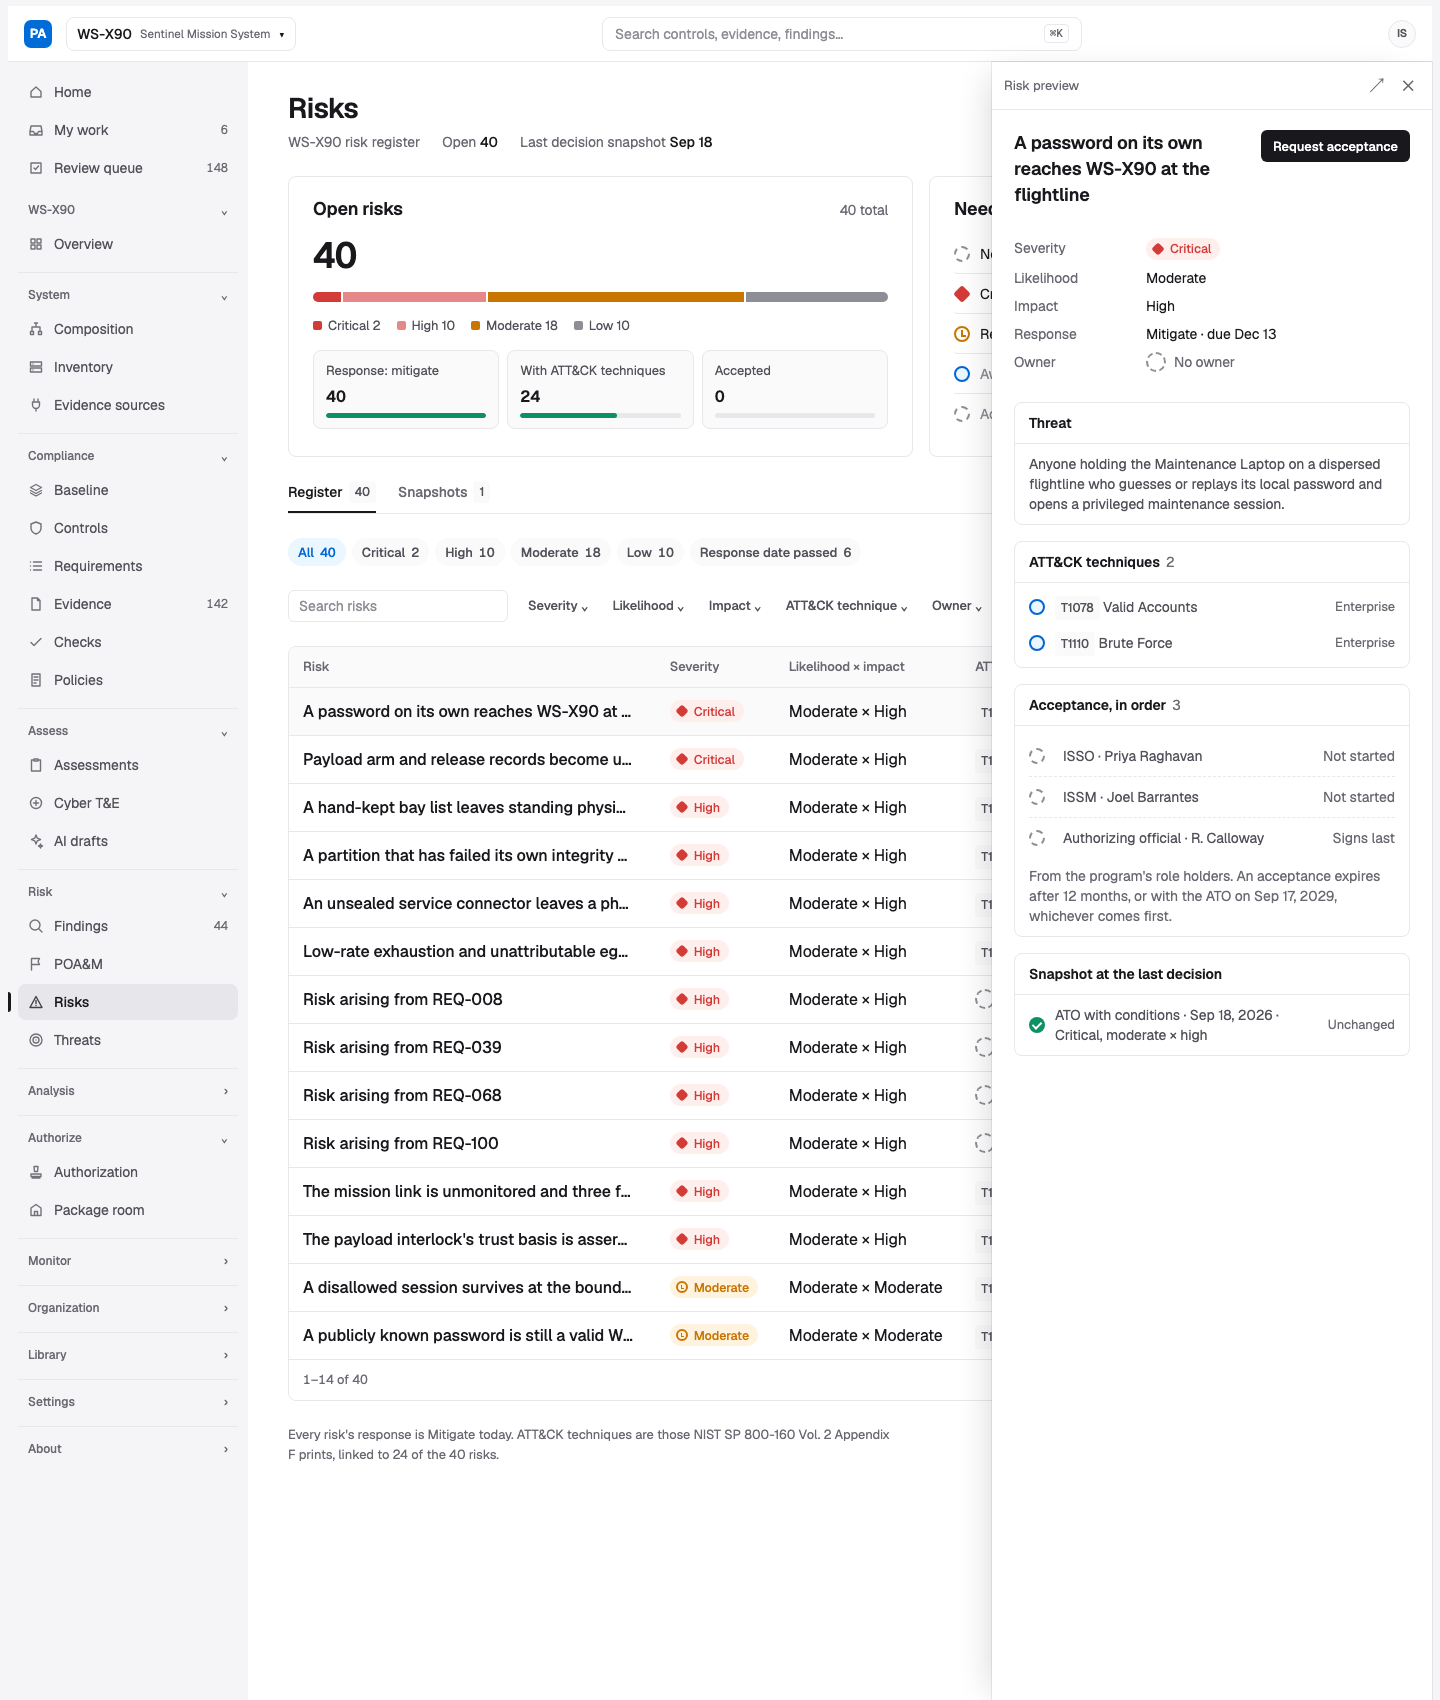 PA
WS-X90 Sentinel Mission System
Search controls, evidence, findings...
⌘K
IS
Home
My work 6
Review queue 148
WS-X90
Overview
System
Composition
Inventory
Evidence sources
Compliance
Baseline
Controls
Requirements
Evidence 142
Checks
Policies
Assess
Assessments
Cyber T&E
AI drafts
Risk
Findings 44
POA&M
Risks
Threats
Analysis
Authorize
Authorization
Package room
Monitor
Organization
Library
Settings
About
Risks
WS-X90 risk register Open 40 Last decision snapshot Sep 18
Open risks 40 total
40
Critical 2 High 10 Moderate 18 Low 10
Response: mitigate
40
With ATT&CK techniques
24
Accepted
0
Register 40 Snapshots 1
All 40 Critical 2 High 10 Moderate 18 Low 10 Response date passed 6
Search risks Severity Likelihood Impact ATT&CK technique Owner
Risk Severity Likelihood × impact
A password on its own reaches WS-X90 at ... Critical Moderate × High
Payload arm and release records become u... Critical Moderate × High
A hand-kept bay list leaves standing physi... High Moderate × High
A partition that has failed its own integrity ... High Moderate × High
An unsealed service connector leaves a ph... High Moderate × High
Low-rate exhaustion and unattributable eg... High Moderate × High
Risk arising from REQ-008 High Moderate × High
Risk arising from REQ-039 High Moderate × High
Risk arising from REQ-068 High Moderate × High
Risk arising from REQ-100 High Moderate × High
The mission link is unmonitored and three f... High Moderate × High
The payload interlock's trust basis is asser... High Moderate × High
A disallowed session survives at the bound... Moderate Moderate × Moderate
A publicly known password is still a valid W... Moderate Moderate × Moderate
1–14 of 40
Every risk's response is Mitigate today. ATT&CK techniques are those NIST SP 800-160 Vol. 2 Appendix
F prints, linked to 24 of the 40 risks.
Risk preview
A password on its own
reaches WS-X90 at the
flightline
Request acceptance
Severity Critical
Likelihood Moderate
Impact High
Response Mitigate · due Dec 13
Owner No owner
Threat
Anyone holding the Maintenance Laptop on a dispersed
flightline who guesses or replays its local password and
opens a privileged maintenance session.
ATT&CK techniques 2
T1078 Valid Accounts Enterprise
T1110 Brute Force Enterprise
Acceptance, in order 3
ISSO · Priya Raghavan Not started
ISSM · Joel Barrantes Not started
Authorizing official · R. Calloway Signs last
From the program's role holders. An acceptance expires
after 12 months, or with the ATO on Sep 17, 2029,
whichever comes first.
Snapshot at the last decision
ATO with conditions · Sep 18, 2026 ·
Critical, moderate × high
Unchanged